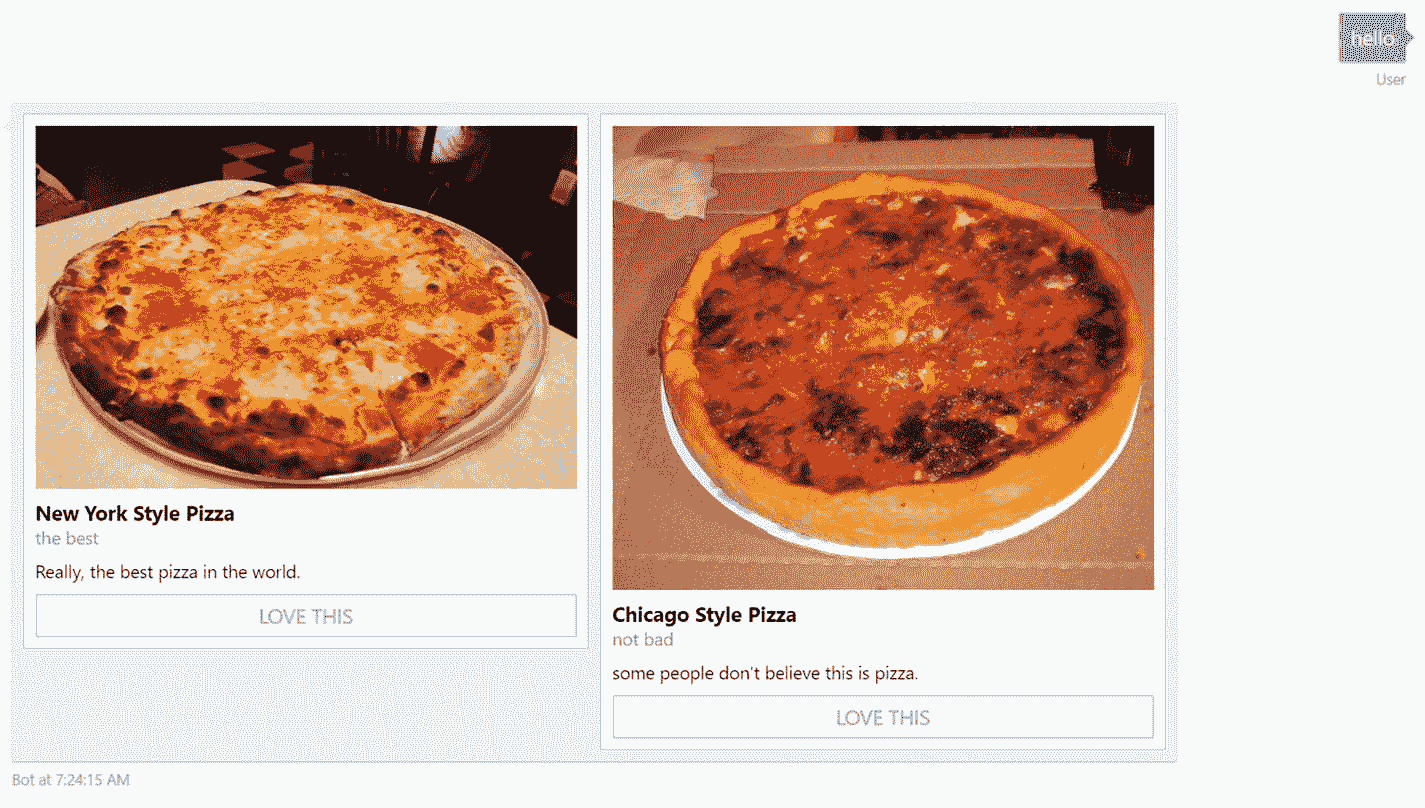 hello
User
New York Style Pizza
the best
Really, the best pizza in the world.
LOVE THIS
Chicago Style Pizza
not bad
some people don't believe this is pizza.
LOVE THIS
Bot at 7:24:15 AM